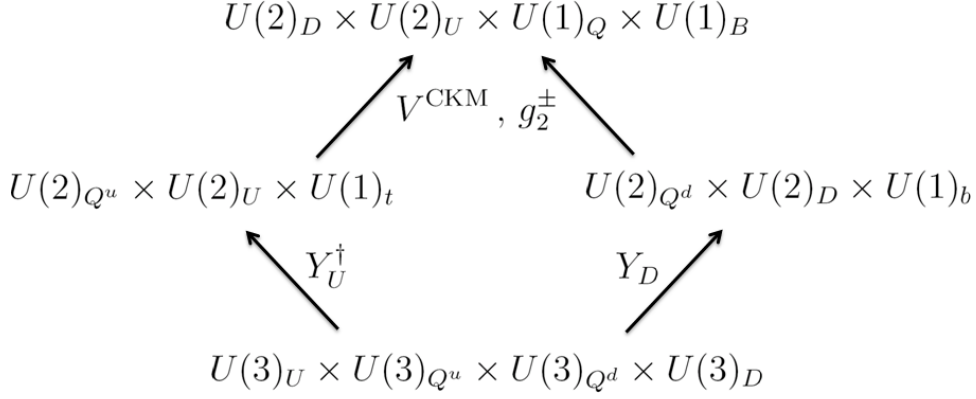 U(2)_D × U(2)_U × U(1)_Q × U(1)_B
V^CKM , g_2^±
U(2)_{Q^u} × U(2)_U × U(1)_t
U(2)_{Q^d} × U(2)_D × U(1)_b
Y_U^†
Y_D
U(3)_U × U(3)_{Q^u} × U(3)_{Q^d} × U(3)_D